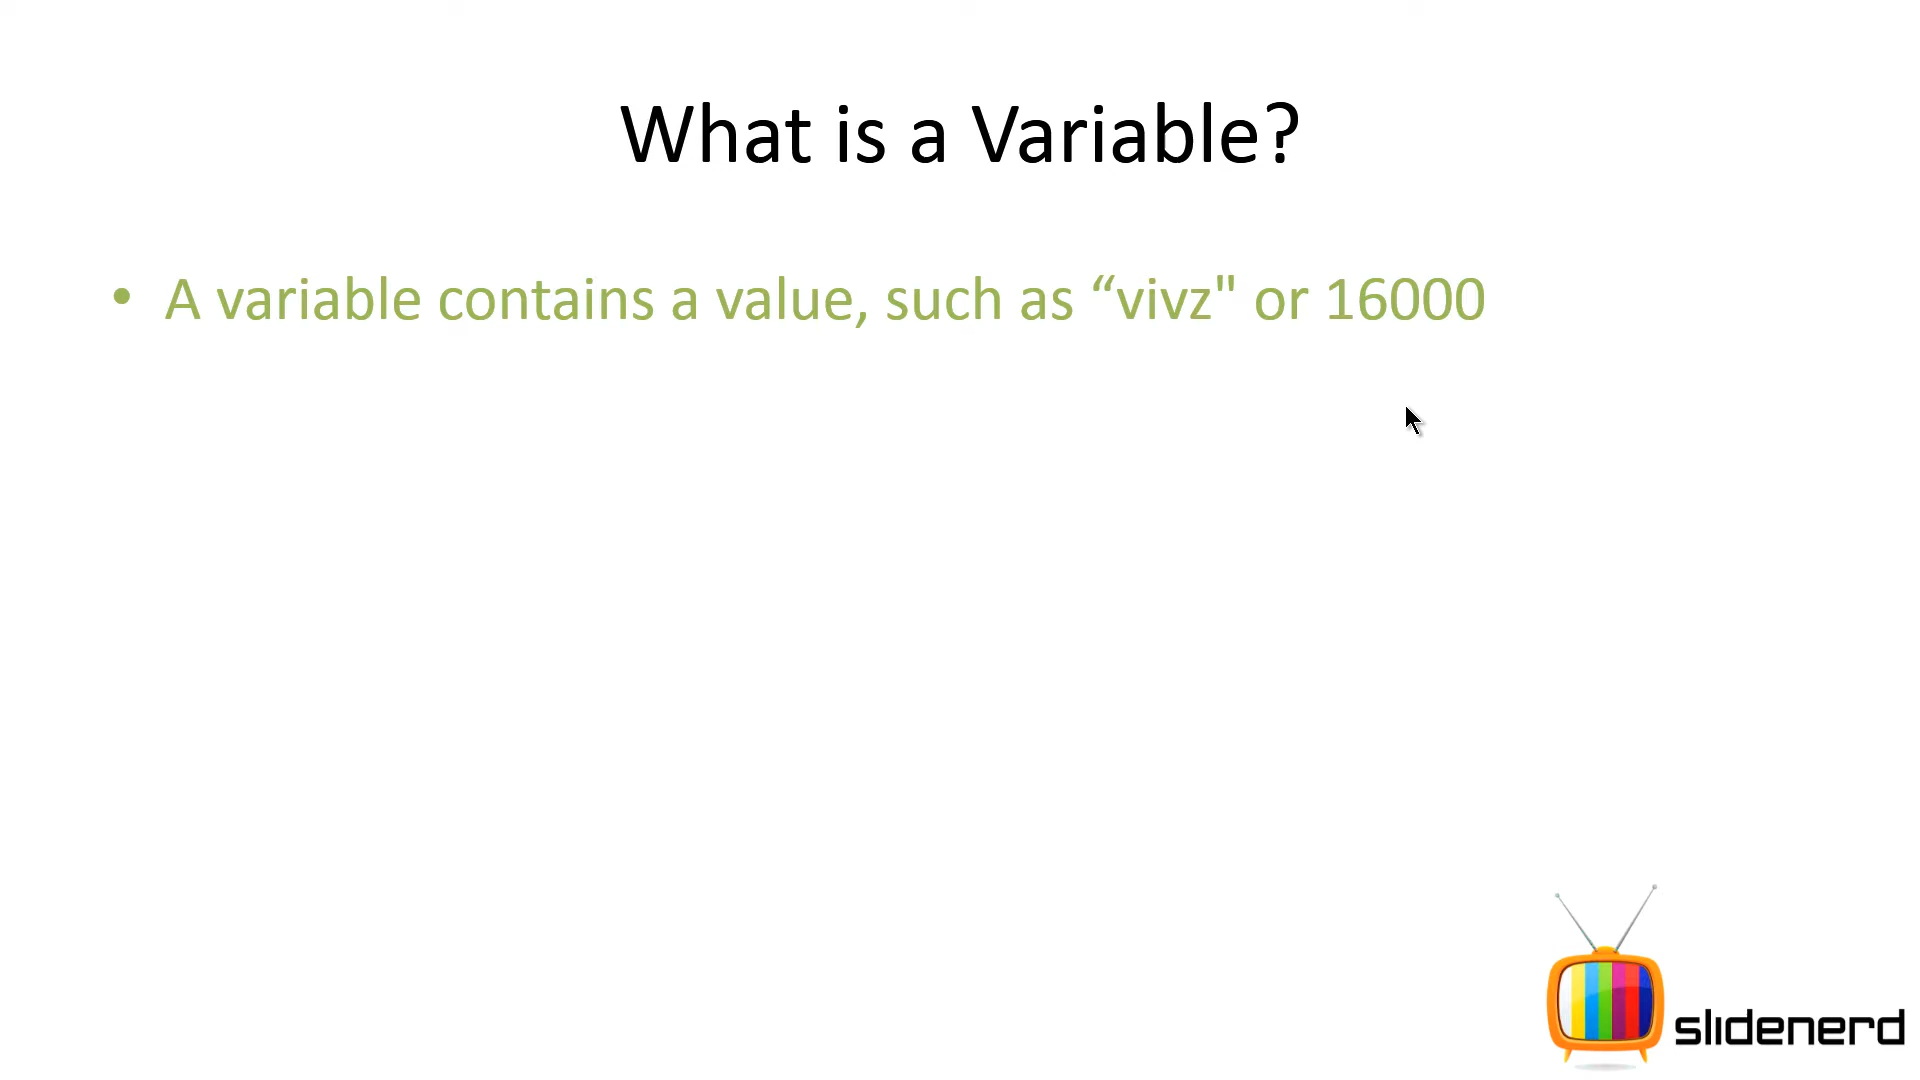 What is a Variable?
• A variable contains a value, such as “vivz" or 16000
slidenerd